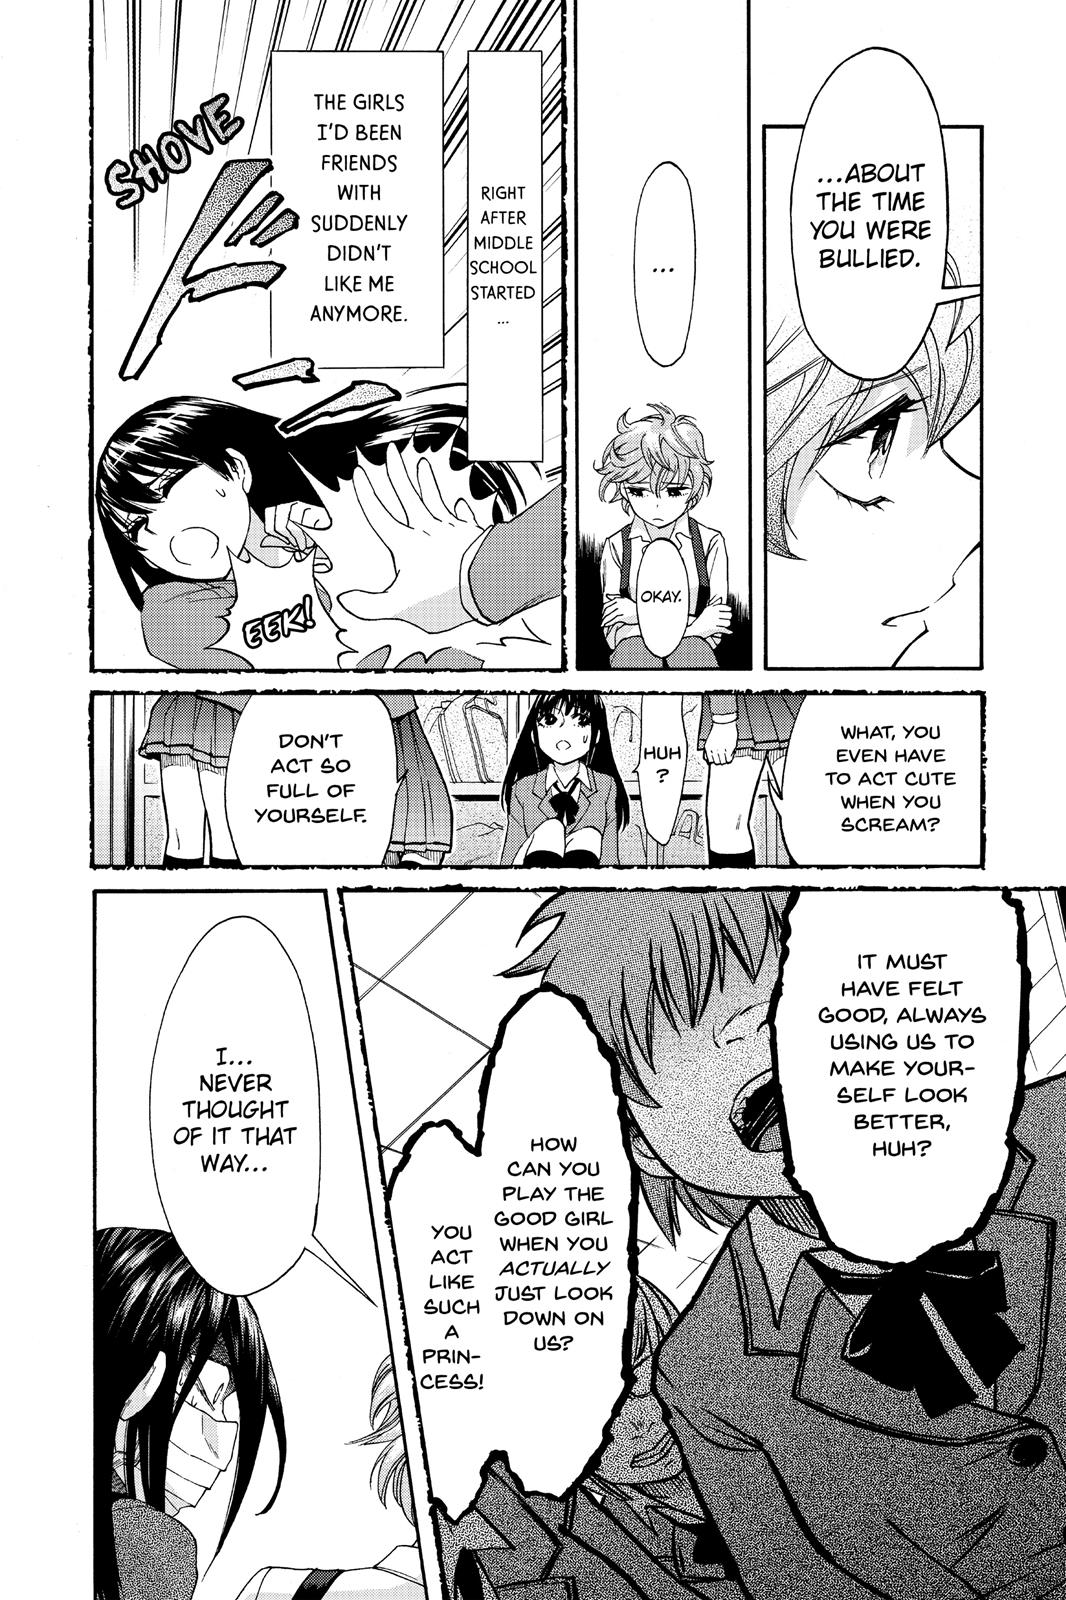 ...ABOUT
THE TIME
YOU WERE
BULLIED.
...
OKAY.
RIGHT
AFTER
MIDDLE
SCHOOL
STARTED
...
THE GIRLS
I'D BEEN
FRIENDS
WITH
SUDDENLY
DIDN'T
LIKE ME
ANYMORE.
SHOVE
EEK!
WHAT, YOU
EVEN HAVE
TO ACT CUTE
WHEN YOU
SCREAM?
HUH
?
DON'T
ACT SO
FULL OF
YOURSELF.
IT MUST
HAVE FELT
GOOD, ALWAYS
USING US TO
MAKE YOUR-
SELF LOOK
BETTER,
HUH?
HOW
CAN YOU
PLAY THE
GOOD GIRL
WHEN YOU
ACTUALLY
JUST LOOK
DOWN ON
US?
YOU
ACT
LIKE
SUCH
A
PRIN-
CESS!
I...
NEVER
THOUGHT
OF IT THAT
WAY...